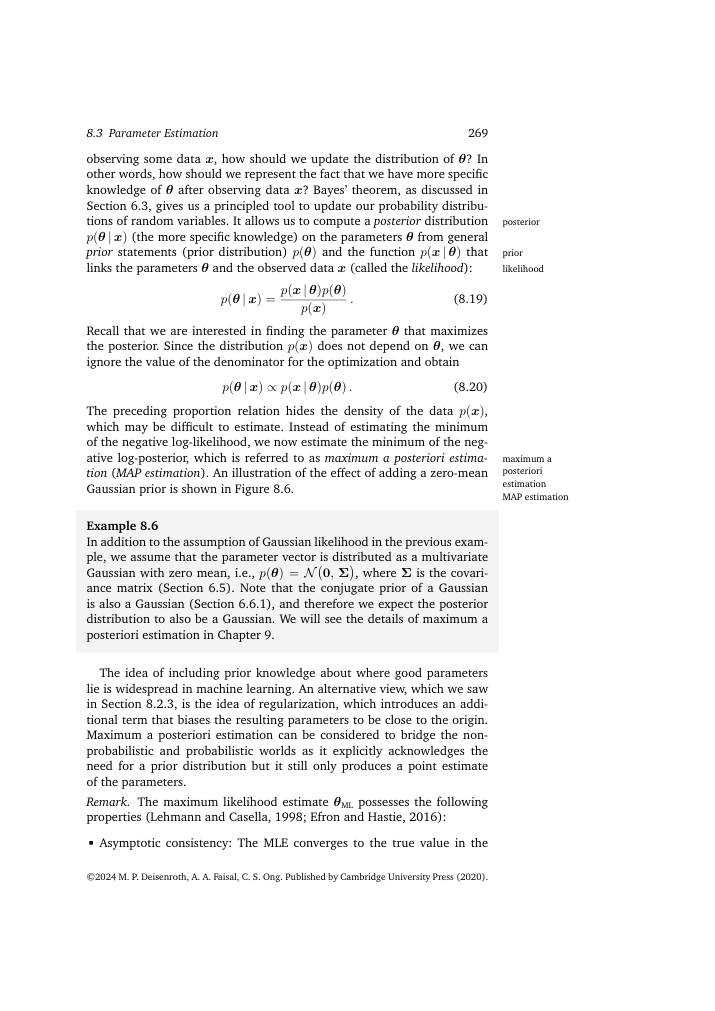 8.3 Parameter Estimation 269
observing some data x, how should we update the distribution of θ? In
other words, how should we represent the fact that we have more specific
knowledge of θ after observing data x? Bayes’ theorem, as discussed in
Section 6.3, gives us a principled tool to update our probability distribu-
tions of random variables. It allows us to compute a posterior distribution
posterior
p(θ | x) (the more specific knowledge) on the parameters θ from general
prior statements (prior distribution) p(θ) and the function p(x | θ) that
prior
links the parameters θ and the observed data x (called the likelihood):
likelihood
p(θ | x) = p(x | θ)p(θ) / p(x) . (8.19)
Recall that we are interested in finding the parameter θ that maximizes
the posterior. Since the distribution p(x) does not depend on θ, we can
ignore the value of the denominator for the optimization and obtain
p(θ | x) ∝ p(x | θ)p(θ) . (8.20)
The preceding proportion relation hides the density of the data p(x),
which may be difficult to estimate. Instead of estimating the minimum
of the negative log-likelihood, we now estimate the minimum of the neg-
ative log-posterior, which is referred to as maximum a posteriori estima-
tion (MAP estimation). An illustration of the effect of adding a zero-mean
Gaussian prior is shown in Figure 8.6.
maximum a
posteriori
estimation
MAP estimation
Example 8.6
In addition to the assumption of Gaussian likelihood in the previous exam-
ple, we assume that the parameter vector is distributed as a multivariate
Gaussian with zero mean, i.e., p(θ) = 𝒩(0, Σ), where Σ is the covari-
ance matrix (Section 6.5). Note that the conjugate prior of a Gaussian
is also a Gaussian (Section 6.6.1), and therefore we expect the posterior
distribution to also be a Gaussian. We will see the details of maximum a
posteriori estimation in Chapter 9.
The idea of including prior knowledge about where good parameters
lie is widespread in machine learning. An alternative view, which we saw
in Section 8.2.3, is the idea of regularization, which introduces an addi-
tional term that biases the resulting parameters to be close to the origin.
Maximum a posteriori estimation can be considered to bridge the non-
probabilistic and probabilistic worlds as it explicitly acknowledges the
need for a prior distribution but it still only produces a point estimate
of the parameters.
Remark. The maximum likelihood estimate θML possesses the following
properties (Lehmann and Casella, 1998; Efron and Hastie, 2016):
▪ Asymptotic consistency: The MLE converges to the true value in the
©2024 M. P. Deisenroth, A. A. Faisal, C. S. Ong. Published by Cambridge University Press (2020).